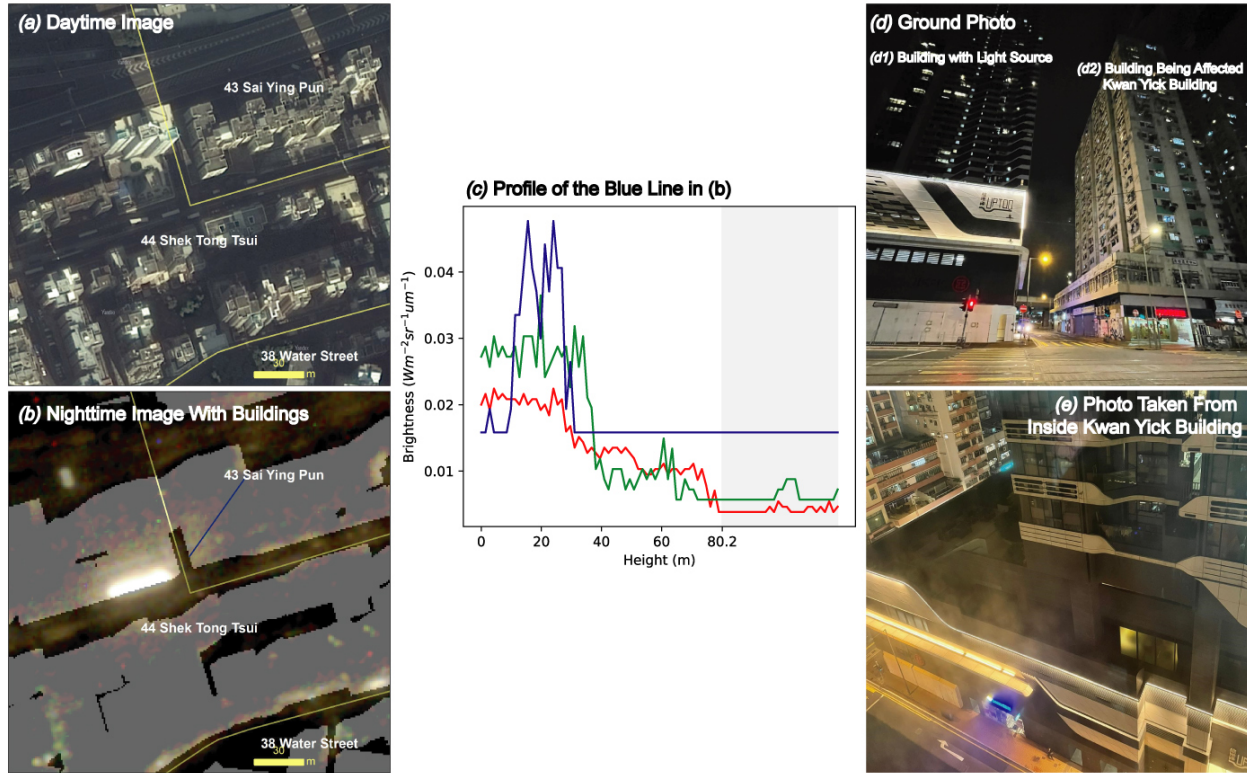 (a) Daytime Image
43 Sai Ying Pun
44 Shek Tong Tsui
38 Water Street
30
m
(b) Nighttime Image With Buildings
43 Sai Ying Pun
44 Shek Tong Tsui
38 Water Street
30
m
(c) Profile of the Blue Line in (b)
Brightness (Wm⁻²sr⁻¹um⁻¹)
0.04
0.03
0.02
0.01
0
20
40
60
80.2
Height (m)
(d) Ground Photo
(d1) Building with Light Source
(d2) Building Being Affected
Kwan Yick Building
UPTON
(e) Photo Taken From
Inside Kwan Yick Building